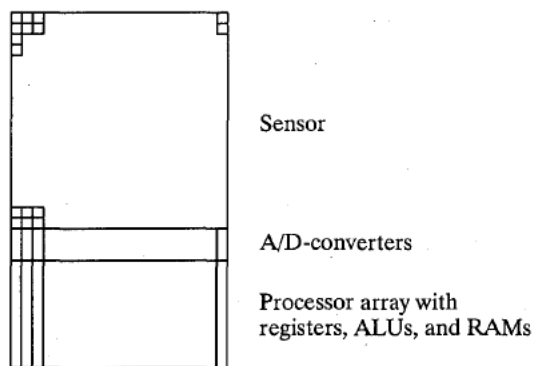 Sensor
A/D-converters
Processor array with
registers, ALUs, and RAMs